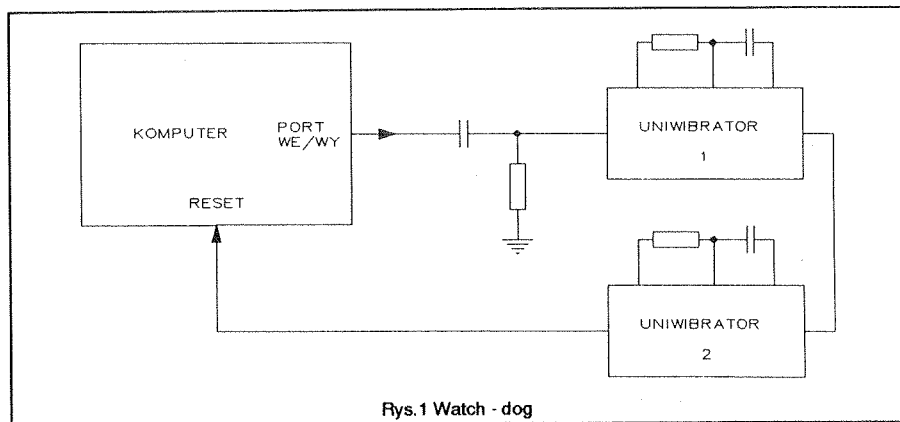 KOMPUTER
PORT
WE/WY
RESET
UNIWIBRATOR
1
UNIWIBRATOR
2
Rys.1 Watch - dog